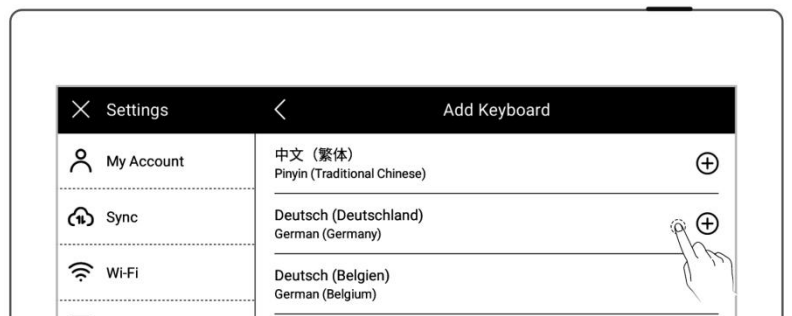 Settings
Add Keyboard
My Account
Sync
Wi-Fi
中文（繁体）
Pinyin (Traditional Chinese)
Deutsch (Deutschland)
German (Germany)
Deutsch (Belgien)
German (Belgium)